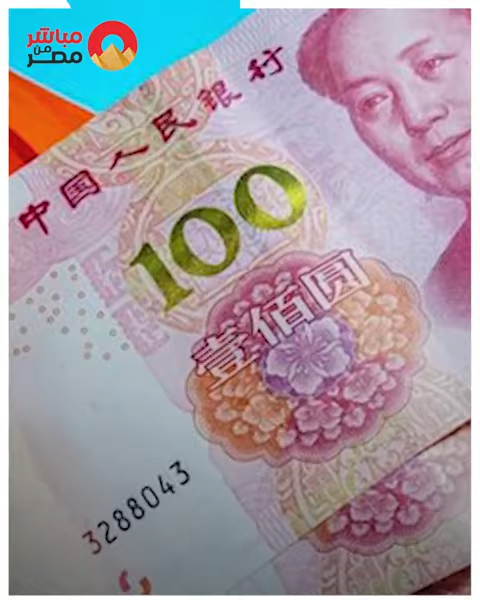 مباشر
من
مصر
中国人民银行
100
壹佰圆
3288043